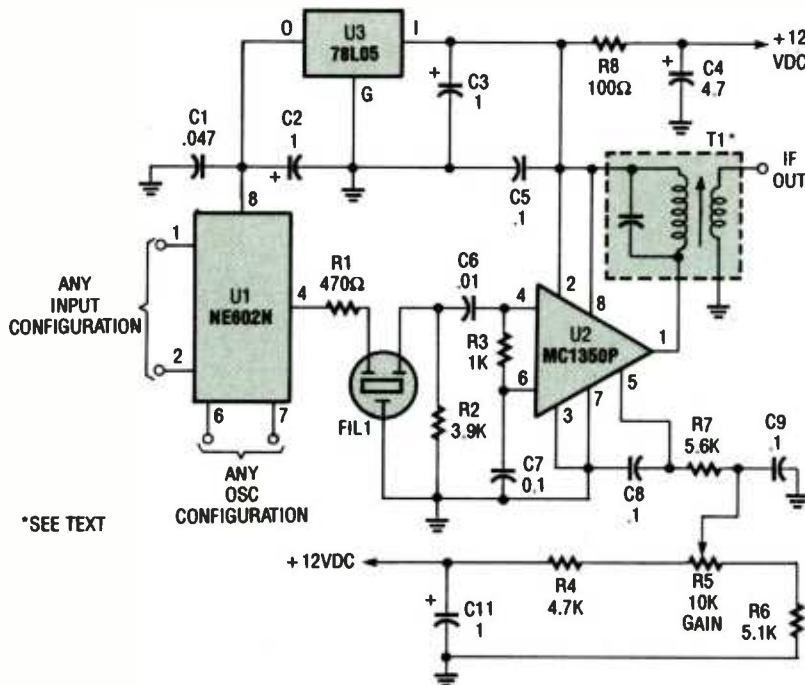 O
U3
78L05
I
G
+12
VDC
R8
100Ω
C4
4.7
+
C3
1
+
C1
.047
C2
1
+
C5
.1
T1*
IF
OUT
8
1
2
ANY
INPUT
CONFIGURATION
U1
NE602N
4
6
7
ANY
OSC
CONFIGURATION
R1
470Ω
FIL1
R2
3.9K
C6
.01
R3
1K
C7
0.1
4
6
2
8
U2
MC1350P
1
5
3
7
C8
.1
R7
5.6K
C9
.1
*SEE TEXT
+12VDC
+
C11
1
R4
4.7K
R5
10K
GAIN
R6
5.1K